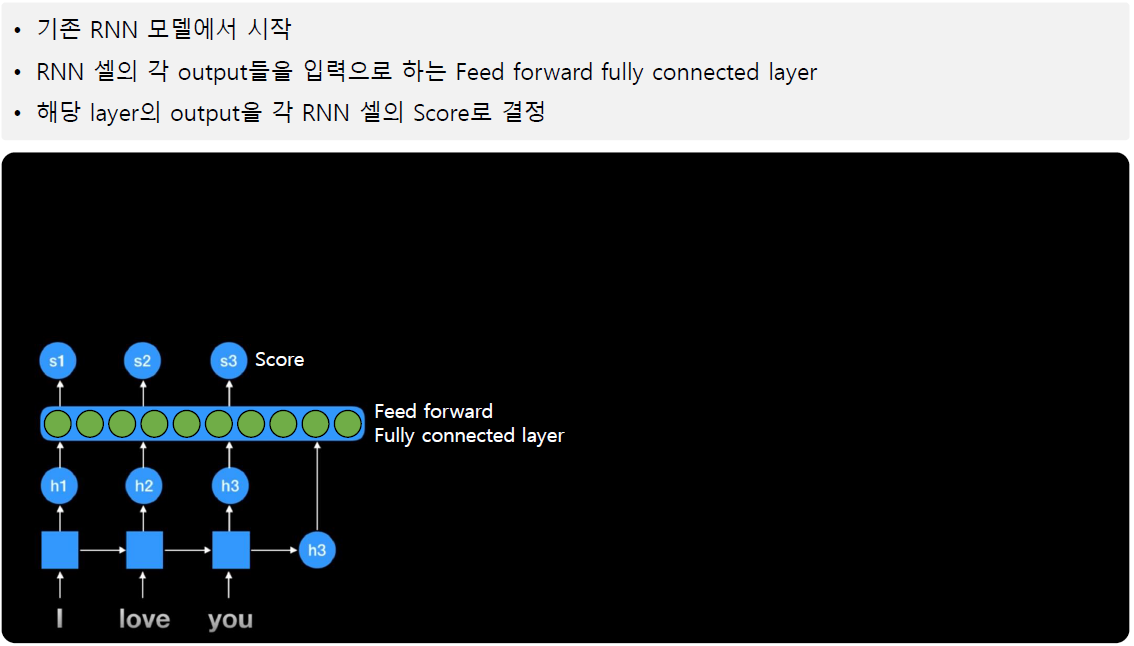 • 기존 RNN 모델에서 시작
• RNN 셀의 각 output들을 입력으로 하는 Feed forward fully connected layer
• 해당 layer의 output을 각 RNN 셀의 Score로 결정
s1 s2 s3 Score
Feed forward
Fully connected layer
h1 h2 h3
h3
I love you